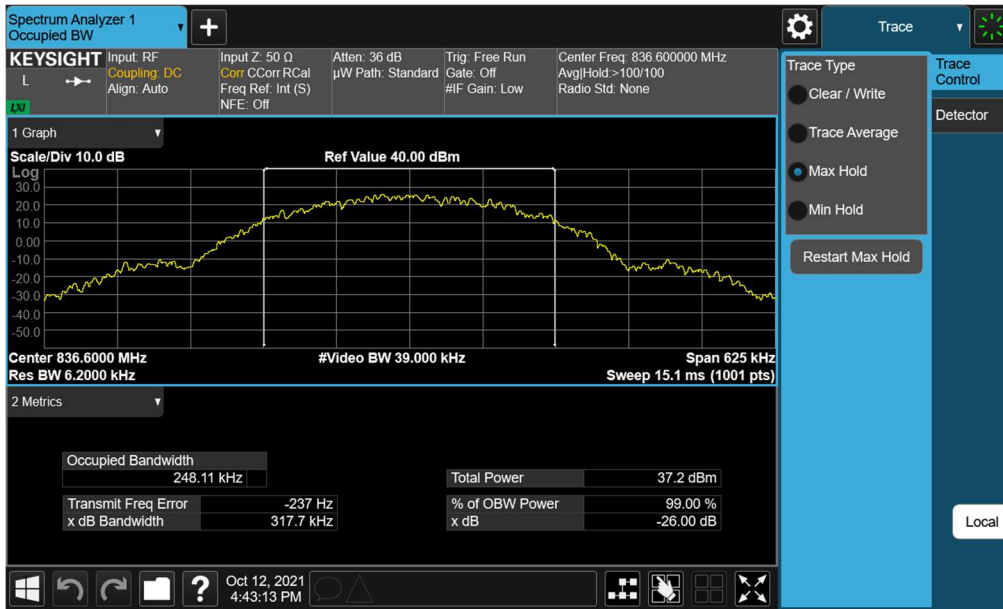 Spectrum Analyzer 1
Occupied BW
Trace
KEYSIGHT
L
LXI
Input: RF
Coupling: DC
Align: Auto
Input Z: 50 Ω
Corr CCorr RCal
Freq Ref: Int (S)
NFE: Off
Atten: 36 dB
µW Path: Standard
Trig: Free Run
Gate: Off
#IF Gain: Low
Center Freq: 836.600000 MHz
Avg|Hold:>100/100
Radio Std: None
1 Graph
Scale/Div 10.0 dB
Ref Value 40.00 dBm
Log
30.0
20.0
10.0
0.00
-10.0
-20.0
-30.0
-40.0
-50.0
Center 836.6000 MHz
#Video BW 39.000 kHz
Span 625 kHz
Res BW 6.2000 kHz
Sweep 15.1 ms (1001 pts)
2 Metrics
Occupied Bandwidth
248.11 kHz
Total Power 37.2 dBm
Transmit Freq Error -237 Hz
% of OBW Power 99.00 %
x dB Bandwidth 317.7 kHz
x dB -26.00 dB
?
Oct 12, 2021
4:43:13 PM
Trace Type
Clear / Write
Trace Average
Max Hold
Min Hold
Restart Max Hold
Trace
Control
Detector
Local